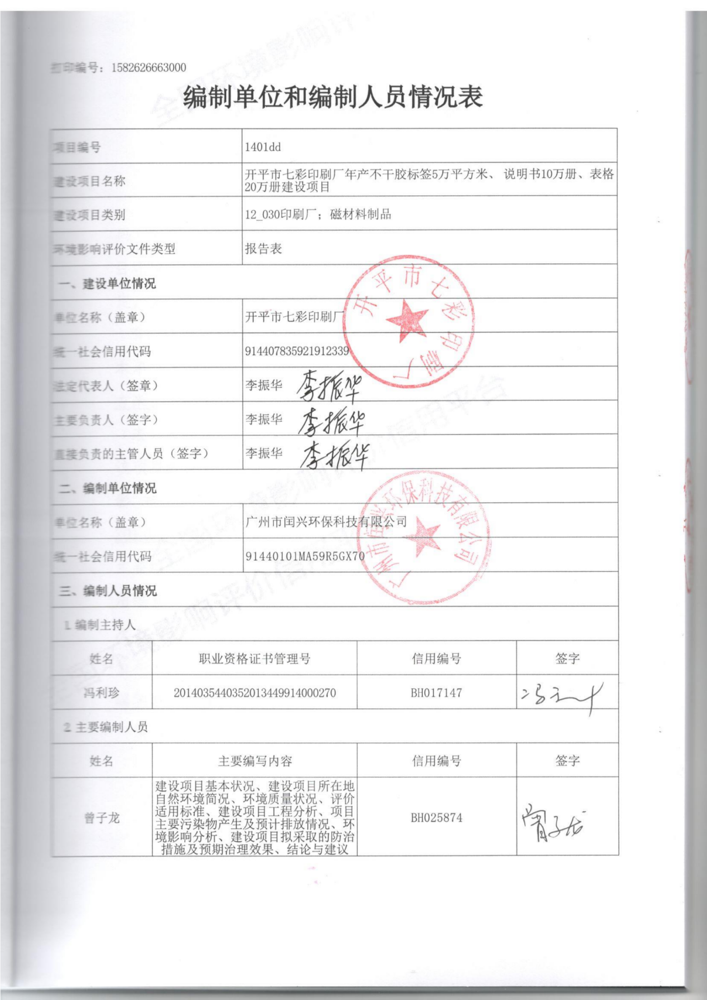 打印编号：1582626663000
编制单位和编制人员情况表
项目编号 1401dd
建设项目名称 开平市七彩印刷厂年产不干胶标签5万平方米、 说明书10万册、表格
20万册建设项目
建设项目类别 12_030印刷厂；磁材料制品
环境影响评价文件类型 报告表
一、建设单位情况
单位名称（盖章） 开平市七彩印刷厂
统一社会信用代码 914407835921912339
法定代表人（签章） 李振华 李振华
主要负责人（签字） 李振华 李振华
直接负责的主管人员（签字） 李振华 李振华
开平市七彩印刷厂
二、编制单位情况
单位名称（盖章） 广州市闰兴环保科技有限公司
统一社会信用代码 91440101MA59R5GX70
广州市闰兴环保科技有限公司
三、编制人员情况
1 编制主持人
姓名 职业资格证书管理号 信用编号 签字
冯利珍 2014035440352013449914000270 BH017147
2 主要编制人员
姓名 主要编写内容 信用编号 签字
建设项目基本状况、建设项目所在地
自然环境简况、环境质量状况、评价
适用标准、建设项目工程分析、项目
曾子龙 主要污染物产生及预计排放情况、环 BH025874 曾子龙
境影响分析、建设项目拟采取的防治
措施及预期治理效果、结论与建议